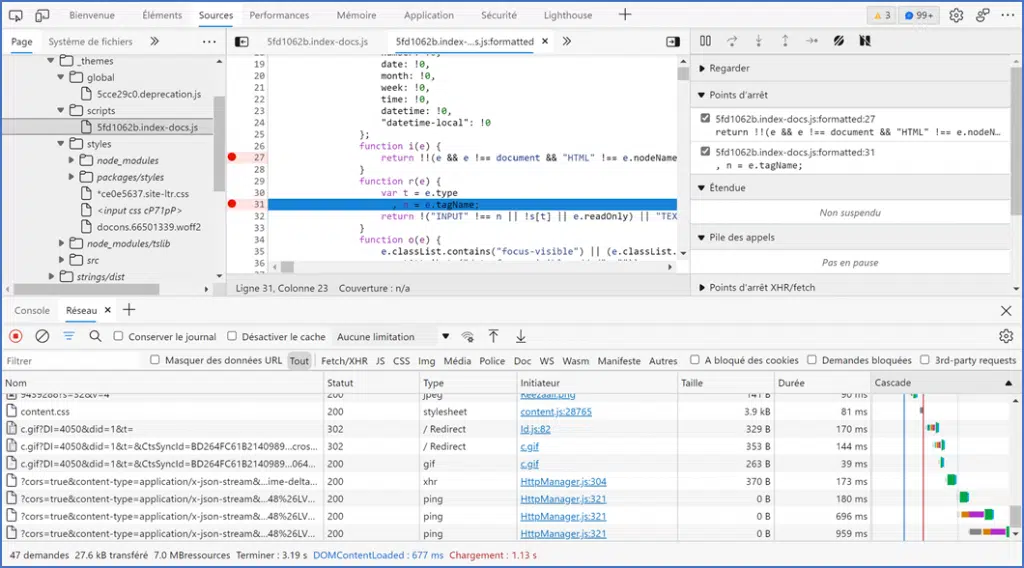 Bienvenue Éléments Sources Performances Mémoire Application Sécurité Lighthouse 3 99+
Page Système de fichiers 5fd1062b.index-docs.js 5fd1062b.index-...s.js:formatted
_themes
global
5cce29c0.deprecation.js
scripts
5fd1062b.index-docs.js
styles
node_modules
packages/styles
*ce0e5637.site-ltr.css
<input css cP71pP>
docons.66501339.woff2
node_modules/tslib
src
strings/dist
19 date: !0,
20 month: !0,
21 week: !0,
22 time: !0,
23 datetime: !0,
24 "datetime-local": !0
25 };
26 function i(e) {
27 return !!(e && e !== document && "HTML" !== e.nodeName
28 }
29 function r(e) {
30 var t = e.type
31 , n = e.tagName;
32 return !("INPUT" !== n || !s[t] || e.readOnly) || "TEX
33 }
34 function o(e) {
35 e.classList.contains("focus-visible") || (e.classList.
36
Ligne 31, Colonne 23 Couverture : n/a
Regarder
Points d'arrêt
5fd1062b.index-docs.js:formatted:27
return !!(e && e !== document && "HTML" !== e.nodeN...
5fd1062b.index-docs.js:formatted:31
, n = e.tagName;
Étendue
Non suspendu
Pile des appels
Pas en pause
Points d'arrêt XHR/fetch
Console Réseau
Conserver le journal Désactiver le cache Aucune limitation
Filtrer Masquer des données URL Tout Fetch/XHR JS CSS Img Média Police Doc WS Wasm Manifeste Autres A bloqué des cookies Demandes bloquées 3rd-party requests
Nom Statut Type Initiateur Taille Durée Cascade
9439286?s=32&v=4 200 jpeg Keezaall.png 141 B 90 ms
content.css 200 stylesheet content.js:28765 3.9 kB 81 ms
c.gif?DI=4050&did=1&t= 302 / Redirect ld.js:82 329 B 170 ms
c.gif?DI=4050&did=1&t=&CtsSyncId=BD264FC61B2140989...cros... 302 / Redirect c.gif 353 B 144 ms
c.gif?DI=4050&did=1&t=&CtsSyncId=BD264FC61B2140989...064... 200 gif c.gif 263 B 39 ms
?cors=true&content-type=application/x-json-stream&...ime-delta... 200 xhr HttpManager.js:304 370 B 173 ms
?cors=true&content-type=application/x-json-stream&...48%26LV... 200 ping HttpManager.js:321 0 B 180 ms
?cors=true&content-type=application/x-json-stream&...48%26LV... 200 ping HttpManager.js:321 0 B 696 ms
?cors=true&content-type=application/x-json-stream&...48%26LV... 200 ping HttpManager.js:321 0 B 959 ms
47 demandes 27.6 kB transféré 7.0 MBressources Terminer : 3.19 s DOMContentLoaded : 677 ms Chargement : 1.13 s